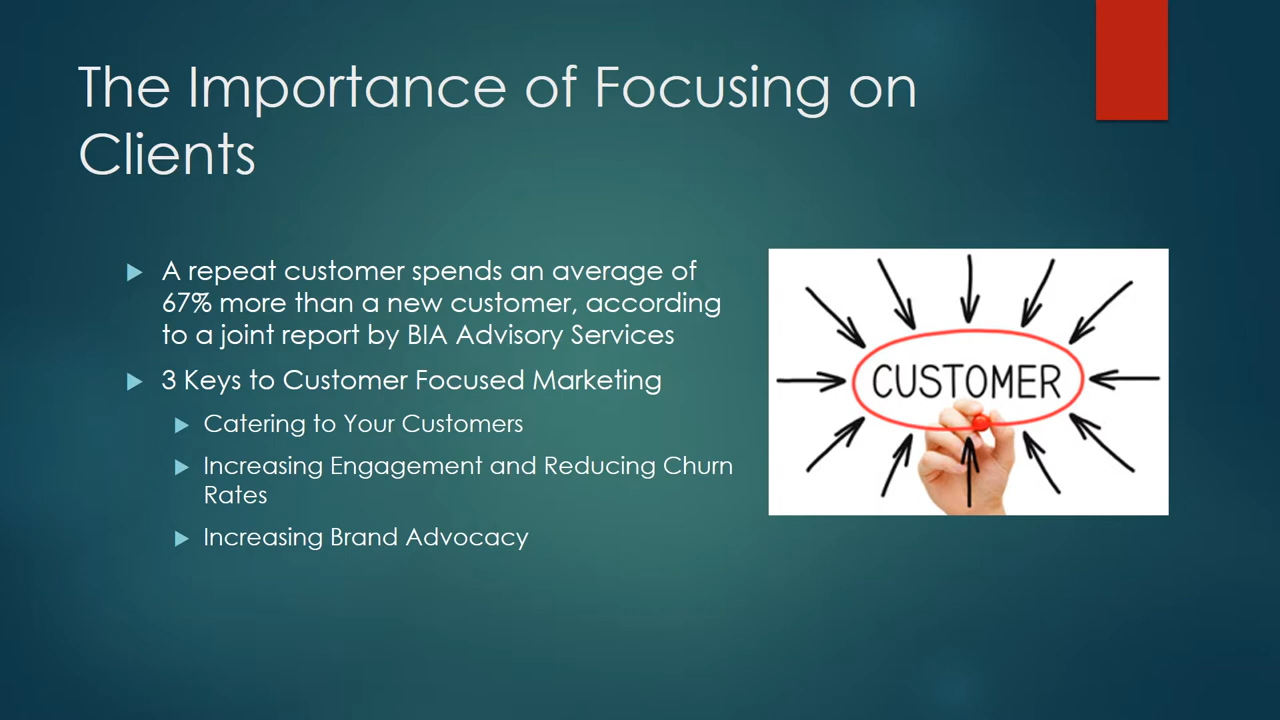 The Importance of Focusing on
Clients
A repeat customer spends an average of
67% more than a new customer, according
to a joint report by BIA Advisory Services
3 Keys to Customer Focused Marketing
Catering to Your Customers
Increasing Engagement and Reducing Churn
Rates
Increasing Brand Advocacy
CUSTOMER